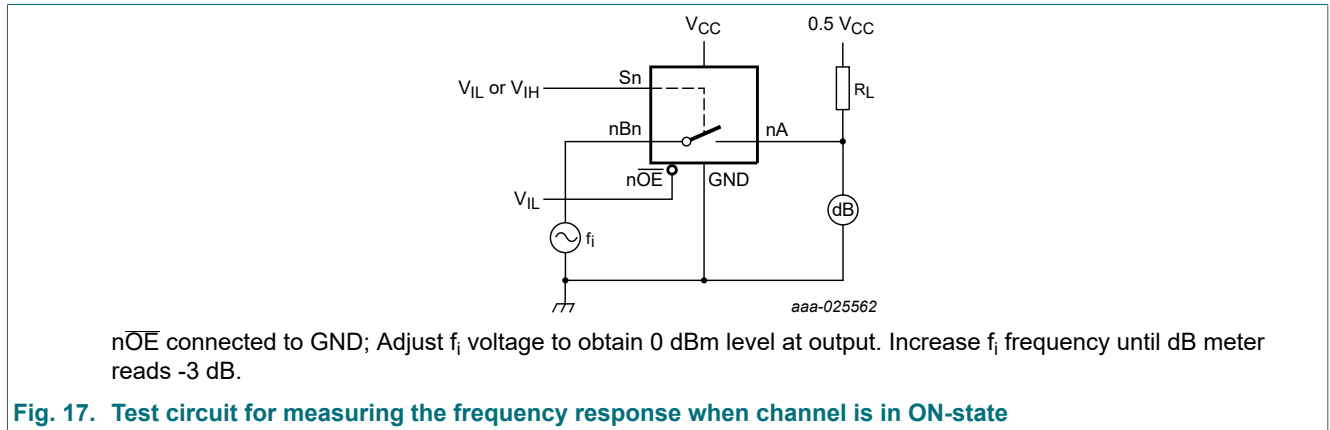 VCC
0.5 VCC
VIL or VIH
Sn
RL
nBn
nA
nO̅E̅
GND
VIL
dB
fi
aaa-025562
nO̅E̅ connected to GND; Adjust fi voltage to obtain 0 dBm level at output. Increase fi frequency until dB meter
reads -3 dB.
Fig. 17. Test circuit for measuring the frequency response when channel is in ON-state